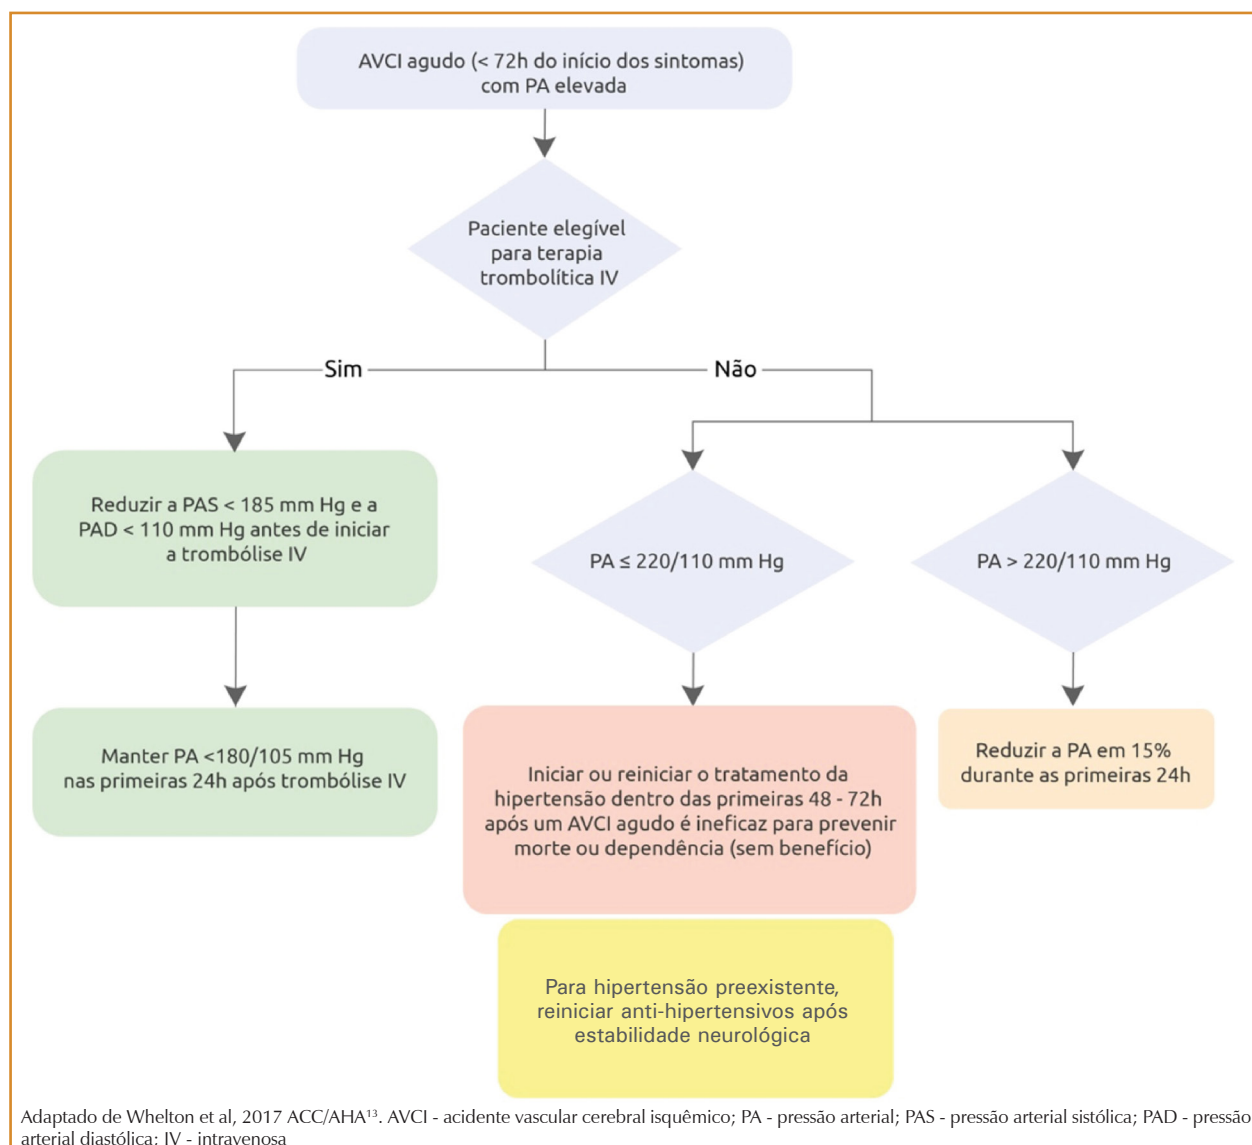 AVCI agudo (< 72h do início dos sintomas)
com PA elevada
Paciente elegível
para terapia
trombolítica IV
Sim
Não
Reduzir a PAS < 185 mm Hg e a
PAD < 110 mm Hg antes de iniciar
a trombólise IV
PA ≤ 220/110 mm Hg
PA > 220/110 mm Hg
Manter PA <180/105 mm Hg
nas primeiras 24h após trombólise IV
Iniciar ou reiniciar o tratamento da
hipertensão dentro das primeiras 48 - 72h
após um AVCI agudo é ineficaz para prevenir
morte ou dependência (sem benefício)
Reduzir a PA em 15%
durante as primeiras 24h
Para hipertensão preexistente,
reiniciar anti-hipertensivos após
estabilidade neurológica
Adaptado de Whelton et al, 2017 ACC/AHA¹³. AVCI - acidente vascular cerebral isquêmico; PA - pressão arterial; PAS - pressão arterial sistólica; PAD - pressão
arterial diastólica; IV - intravenosa